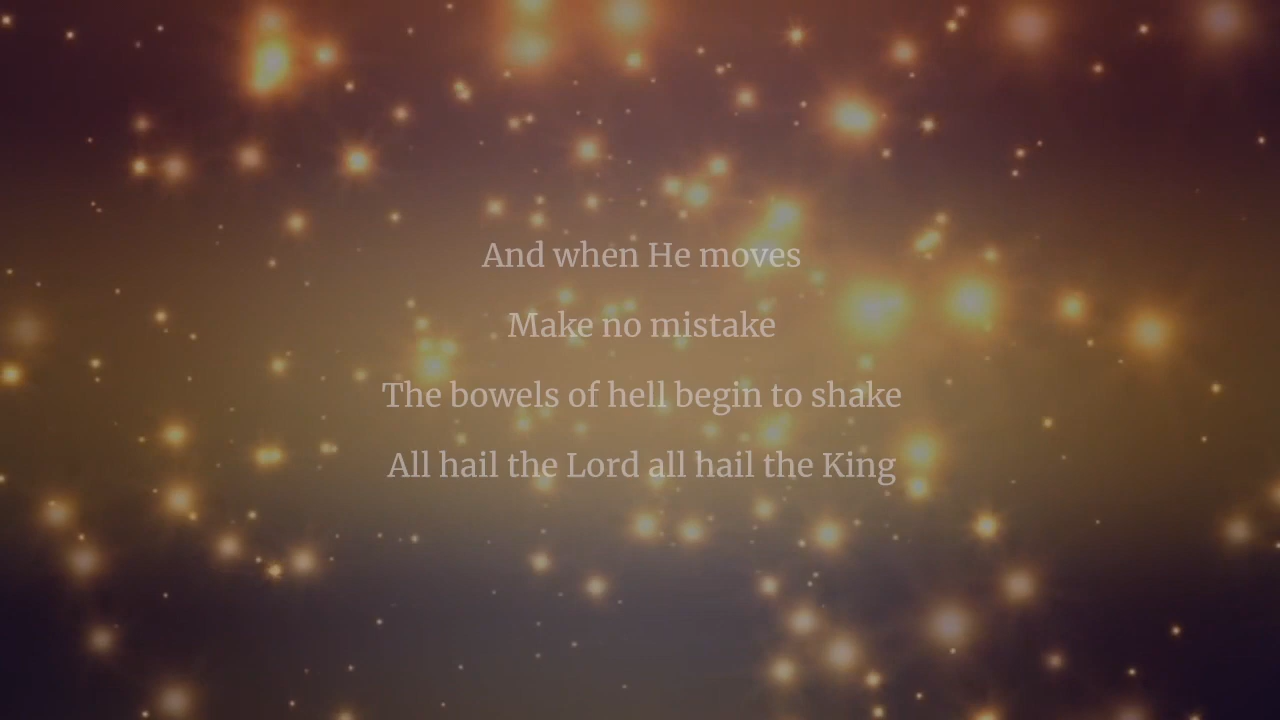 And when He moves
Make no mistake
The bowels of hell begin to shake
All hail the Lord all hail the King